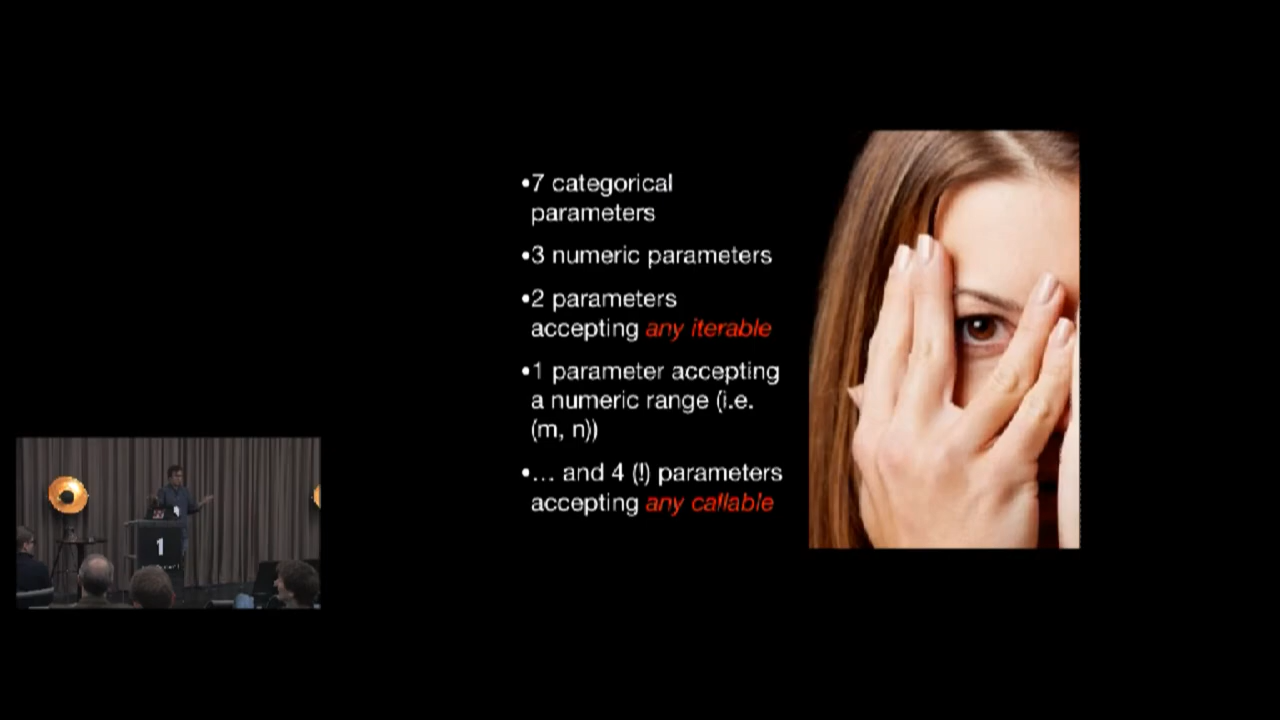 •7 categorical
parameters
•3 numeric parameters
•2 parameters
accepting any iterable
•1 parameter accepting
a numeric range (i.e.
(m, n))
•… and 4 (!) parameters
accepting any callable
1